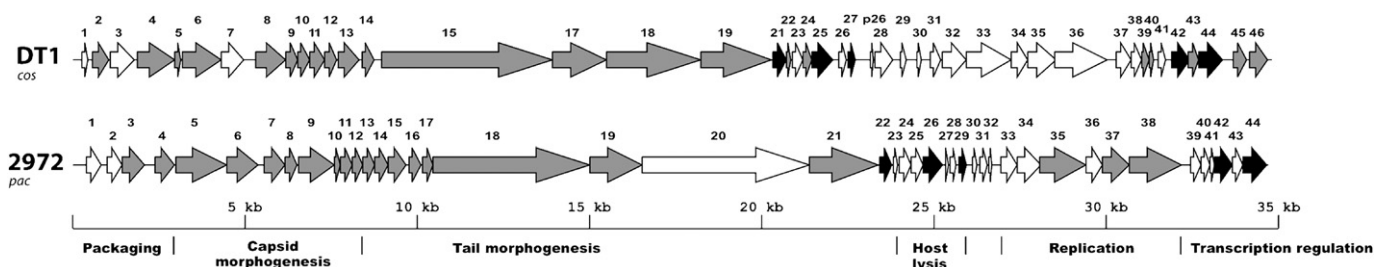 1 2 3 4 5 6 7 8 9 10 11 12 13 14 15 17 18 19 21 22 23 24 25 26 27 p26 28 29 30 31 32 33 34 35 36 37 38 39 40 41 42 43 44 45 46
DT1
cos
1 2 3 4 5 6 7 8 9 10 11 12 13 14 15 16 17 18 19 20 21 22 23 24 25 26 27 28 29 30 31 32 33 34 35 36 37 38 39 40 41 42 43 44
2972
pac
5 kb 10 kb 15 kb 20 kb 25 kb 30 kb 35 kb
Packaging Capsid Tail morphogenesis Host Replication Transcription regulation
morphogenesis lysis